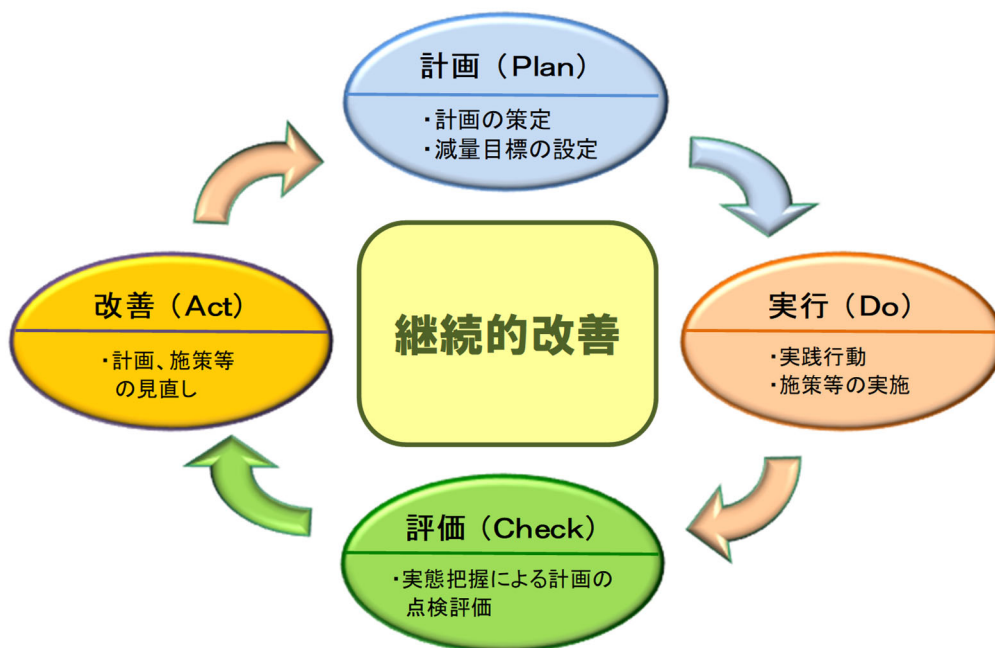 計画（Plan）
・計画の策定
・減量目標の設定
改善（Act）
・計画、施策等
の見直し
継続的改善
実行（Do）
・実践行動
・施策等の実施
評価（Check）
・実態把握による計画の
点検評価